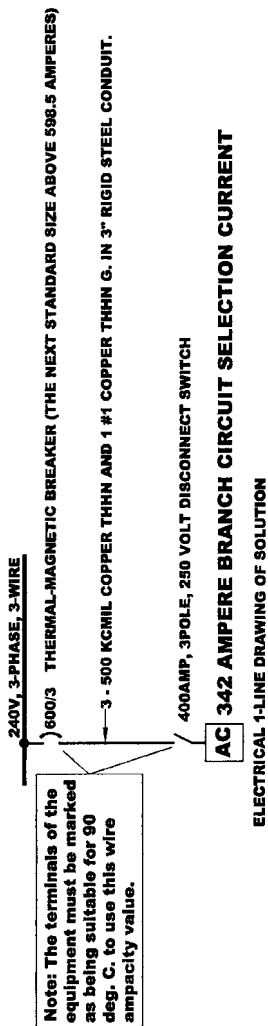 240V, 3-PHASE, 3-WIRE
600/3 THERMAL-MAGNETIC BREAKER (THE NEXT STANDARD SIZE ABOVE 598.5 AMPERES)
3 - 500 KCMIL COPPER THHN AND 1 #1 COPPER THHN G. IN 3" RIGID STEEL CONDUIT.
Note: The terminals of the
equipment must be marked
as being suitable for 90
deg. C. to use this wire
ampacity value.
400AMP, 3POLE, 250 VOLT DISCONNECT SWITCH
AC 342 AMPERE BRANCH CIRCUIT SELECTION CURRENT
ELECTRICAL 1-LINE DRAWING OF SOLUTION